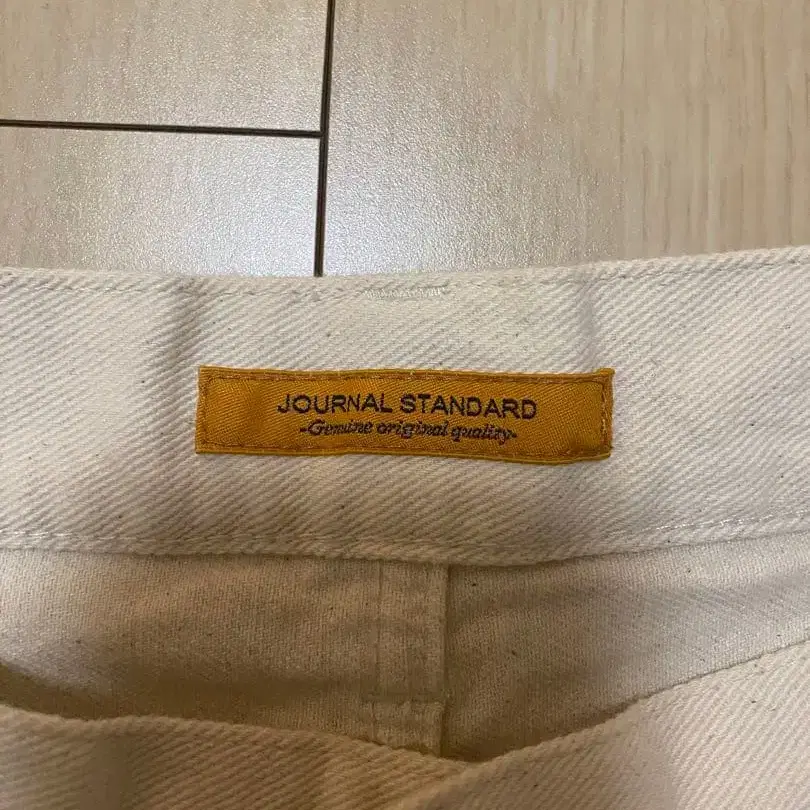 JOURNAL STANDARD
-Genuine original quality-